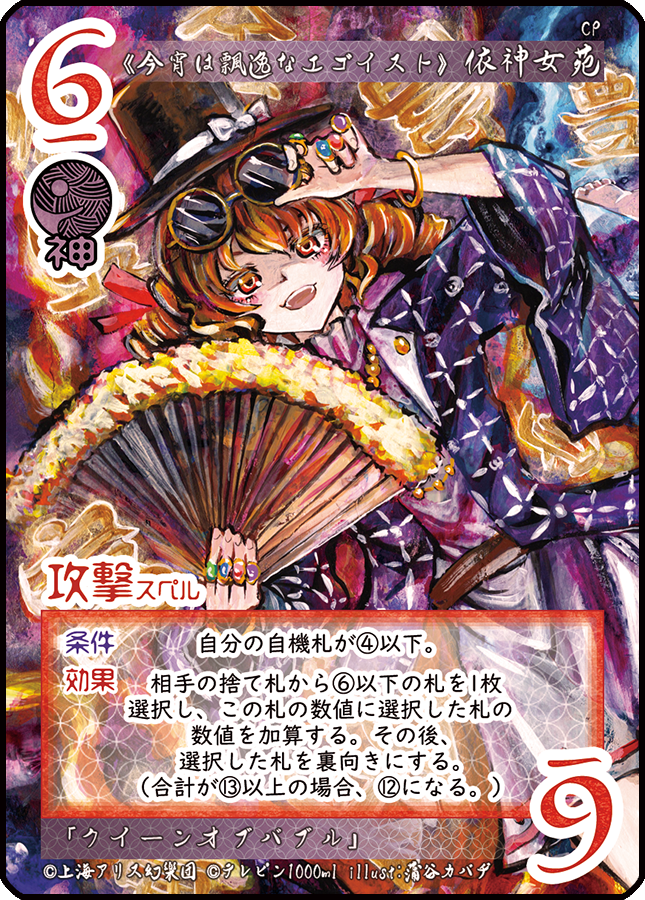 CP
6
《今宵は飄逸なエゴイスト》 依神女苑
神
豊
攻撃スペル
条件 自分の自機札が④以下。
効果 相手の捨て札から⑥以下の札を1枚
選択し、この札の数値に選択した札の
数値を加算する。その後、
選択した札を裏向きにする。
（合計が⑬以上の場合、⑫になる。）
6
「クイーンオブバブル」
©上海アリス幻樂団 ©テレピン1000ml illust:蒲谷カバヂ